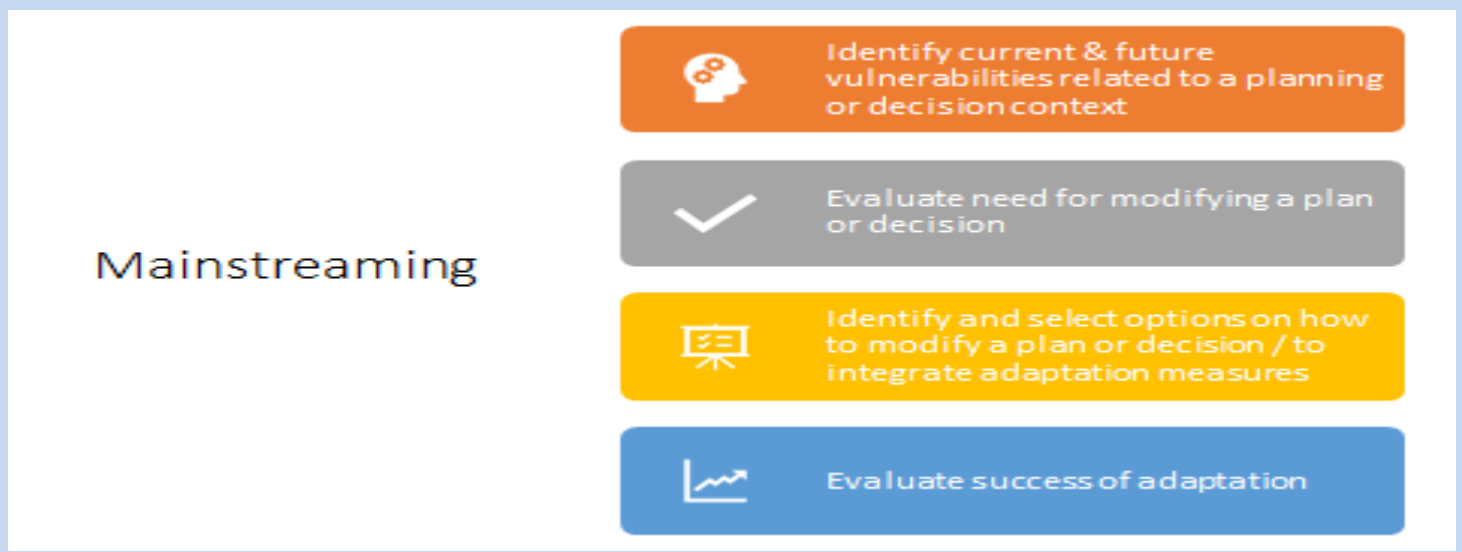 Mainstreaming
Identify current & future
vulnerabilities related to a planning
or decision context
Evaluate need for modifying a plan
or decision
Identify and select options on how
to modify a plan or decision / to
integrate adaptation measures
Evaluate success of adaptation